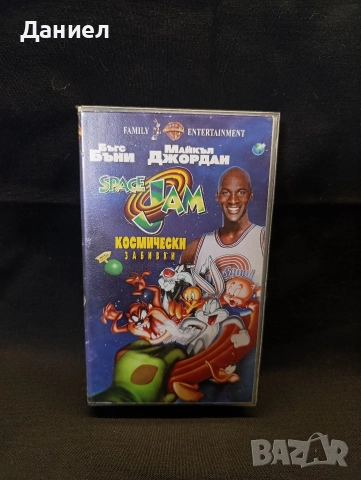 Даниел
FAMILY ENTERTAINMENT
БЪГС БЪНИ
МАЙКЪЛ ДЖОРДАН
SPACE JAM
КОСМИЧЕСКИ
ЗАБИВКИ
BAZAR